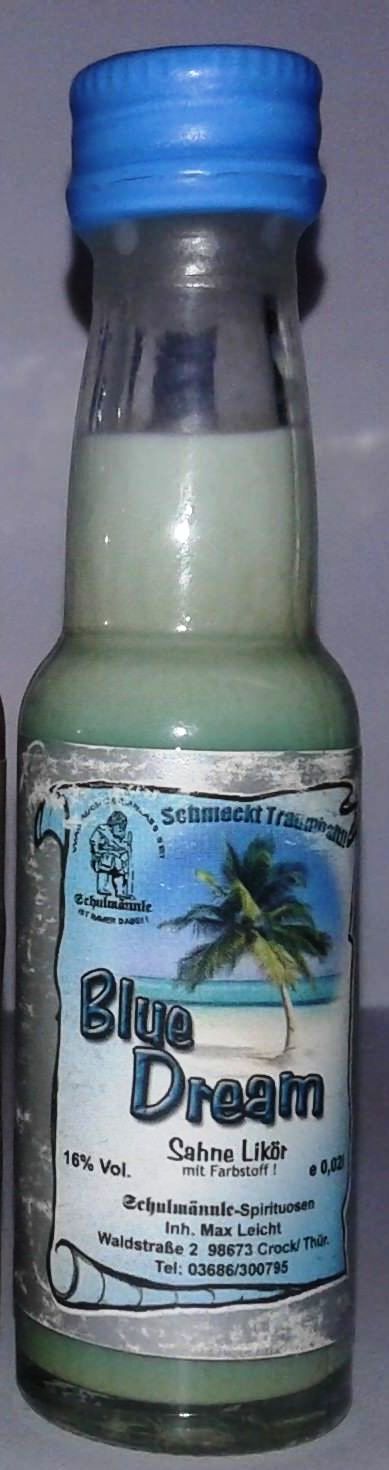 Schmeckt Traumhaft
Schulmännle
IST IMMER DABEI !
Blue
Dream
Sahne Likör
mit Farbstoff !
16% Vol.
e 0,02l
Schulmännle-Spirituosen
Inh. Max Leicht
Waldstraße 2 98673 Crock/ Thür.
Tel: 03686/300795